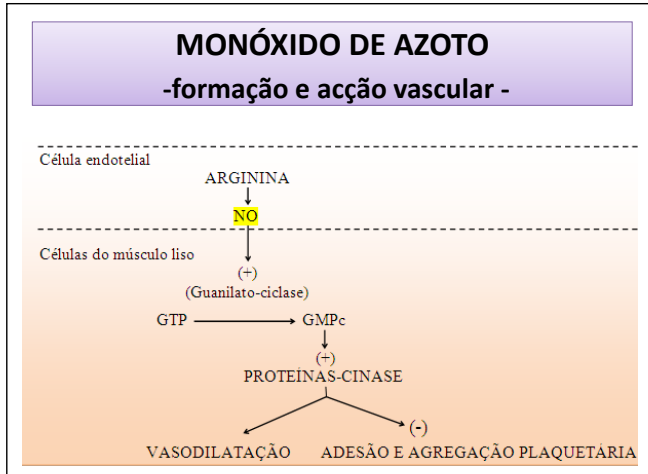 MONÓXIDO DE AZOTO
-formação e acção vascular -
Célula endotelial
ARGININA
NO
Células do músculo liso
(+)
(Guanilato-ciclase)
GTP GMPc
(+)
PROTEÍNAS-CINASE
(-)
VASODILATAÇÃO ADESÃO E AGREGAÇÃO PLAQUETÁRIA